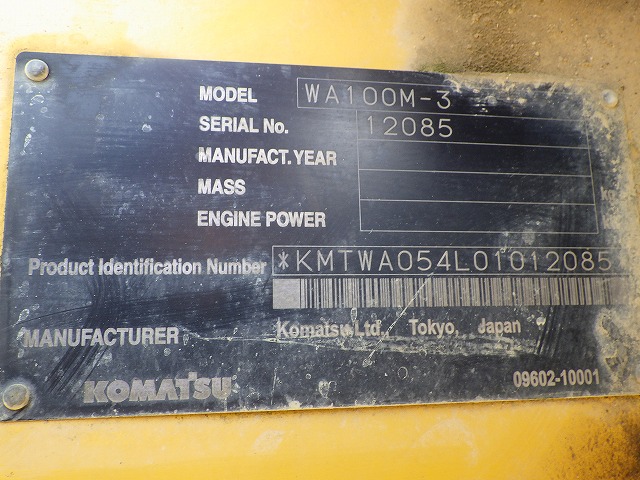 MODEL WA100M-3
SERIAL No. 12085
MANUFACT. YEAR
MASS
ENGINE POWER
Product Identification Number *KMTWA054L01012085
MANUFACTURER Komatsu Ltd., Tokyo, Japan
KOMATSU 09602-10001